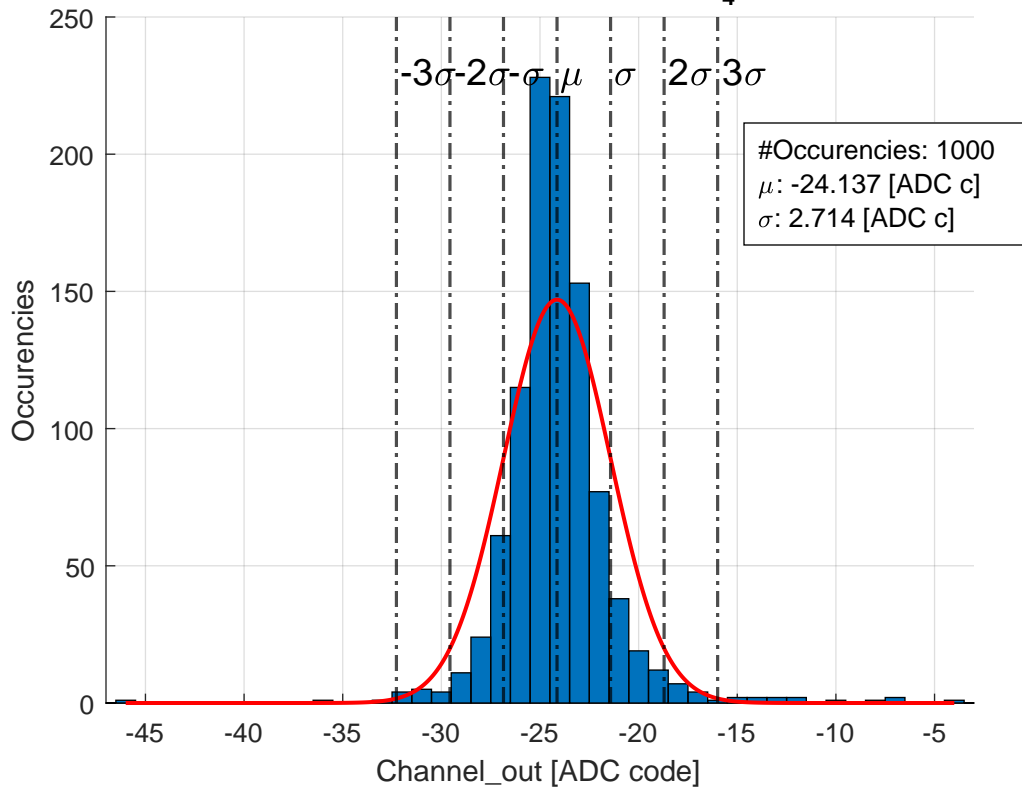 4
250
-3σ -2σ -σ μ σ 2σ 3σ
#Occurencies: 1000
μ: -24.137 [ADC c]
σ: 2.714 [ADC c]
200
150
100
50
0
Occurencies
-45 -40 -35 -30 -25 -20 -15 -10 -5
Channel_out [ADC code]